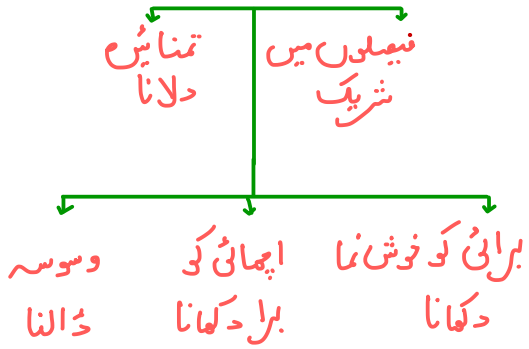 فیصلوں میں
شریک
تمنائیں
دلانا
برائی کو خوش نما
دکھانا
اچھائی کو
برا دکھانا
وسوسہ
ڈالنا